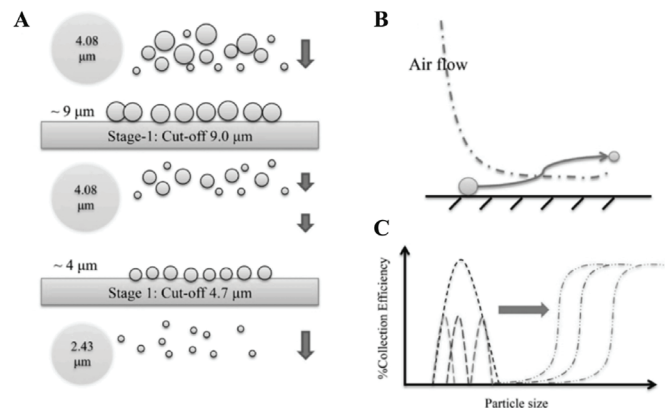 A
4.08
µm
~ 9 µm
Stage-1: Cut-off 9.0 µm
4.08
µm
~ 4 µm
Stage 1: Cut-off 4.7 µm
2.43
µm
B
Air flow
C
%Collection Efficiency
Particle size